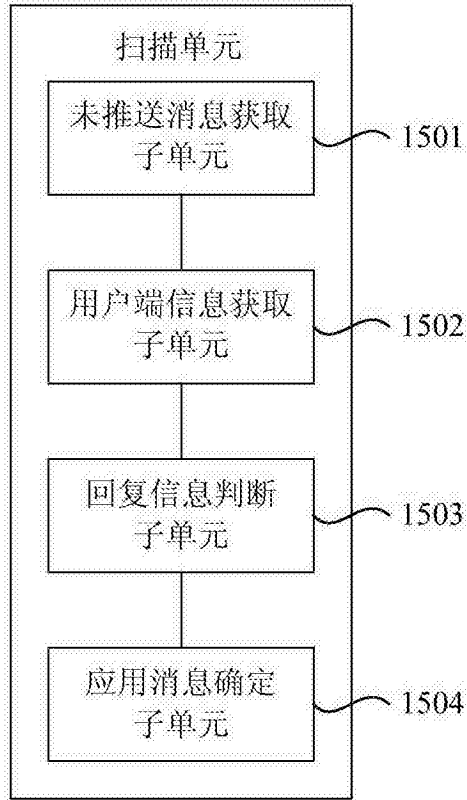 扫描单元
未推送消息获取
子单元
1501
用户端信息获取
子单元
1502
回复信息判断
子单元
1503
应用消息确定
子单元
1504